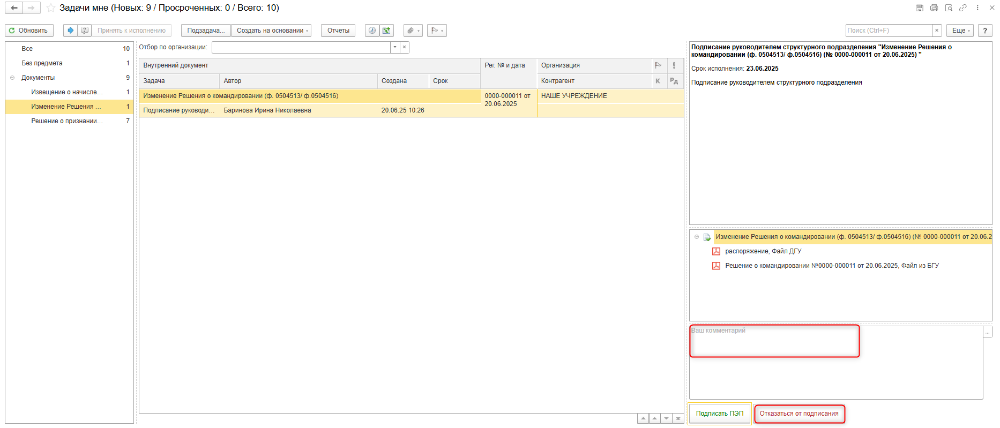 Задачи мне (Новых: 9 / Просроченных: 0 / Всего: 10)
Обновить
Принять к исполнению
Подзадача...
Создать на основании
Отчеты
Поиск (Ctrl+F)
×
Еще
?
Все 10
Без предмета 1
Документы 9
Извещение о начисле... 1
Изменение Решения ... 1
Решение о признании... 7
Отбор по организации:
Внутренний документ Рег. № и дата Организация
Задача Автор Создана Срок Контрагент К Рд
Изменение Решения о командировании (ф. 0504513/ ф.0504516) 0000-000011 от НАШЕ УЧРЕЖДЕНИЕ
20.06.2025
Подписание руководи... Баринова Ирина Николаевна 20.06.25 10:26
Подписание руководителем структурного подразделения "Изменение Решения о
командировании (ф. 0504513/ ф.0504516) (№ 0000-000011 от 20.06.2025) "
Срок исполнения: 23.06.2025
Подписание руководителем структурного подразделения
Изменение Решения о командировании (ф. 0504513/ ф.0504516) (№ 0000-000011 от 20.06.2
распоряжение, Файл ДГУ
Решение о командировании №0000-000011 от 20.06.2025, Файл из БГУ
Ваш комментарий
...
Подписать ПЭП
Отказаться от подписания